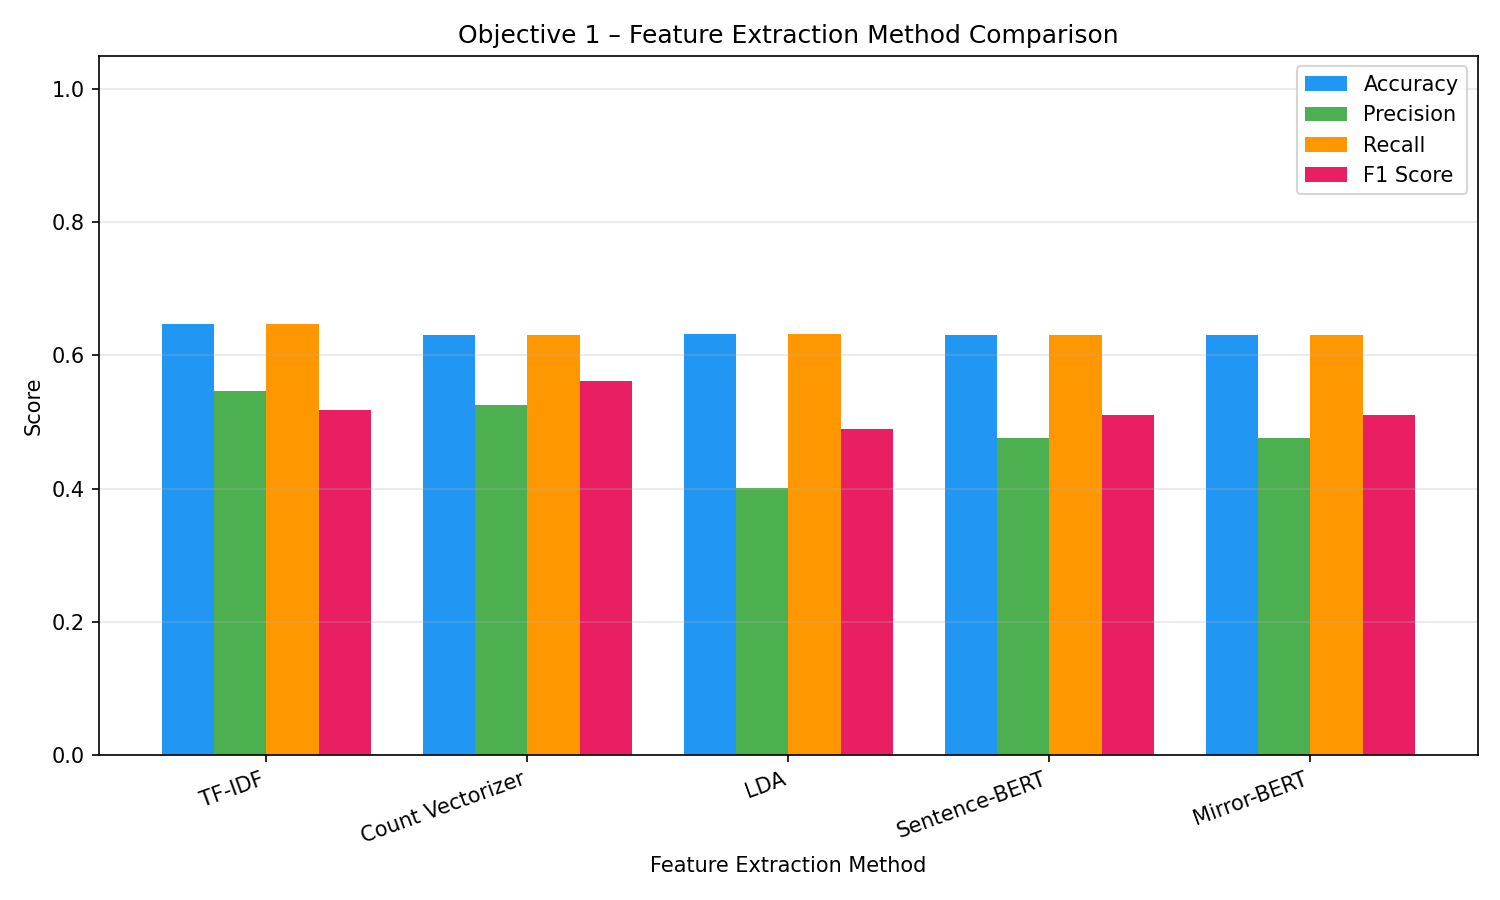 Objective 1 – Feature Extraction Method Comparison
1.0
0.8
0.6
0.4
0.2
0.0
Score
Accuracy
Precision
Recall
F1 Score
TF-IDF
Count Vectorizer
LDA
Sentence-BERT
Mirror-BERT
Feature Extraction Method